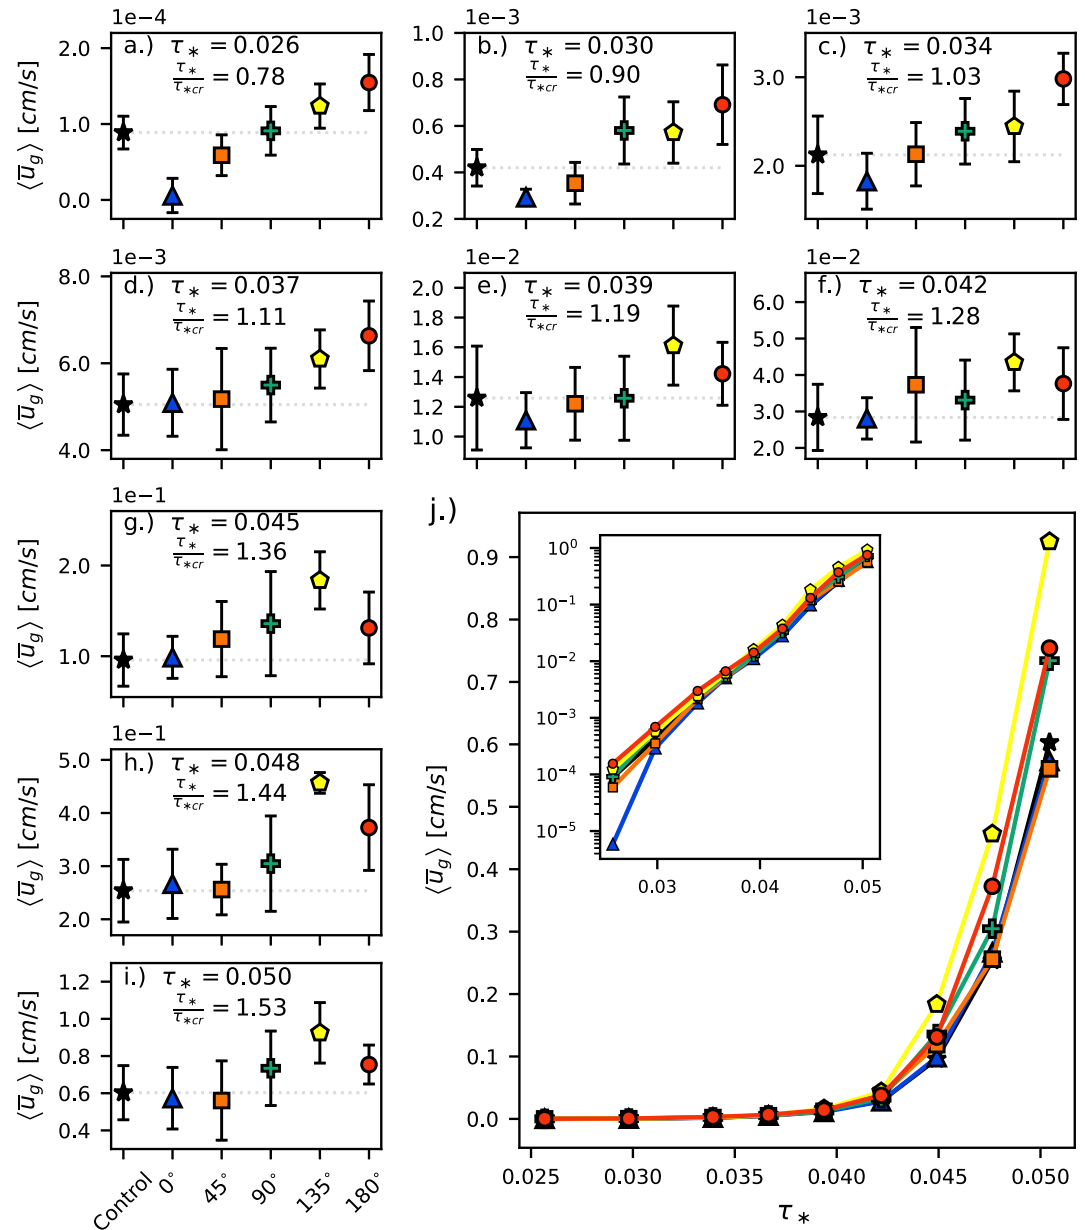 1e−4
a.) τ* = 0.026
τ*/τ*cr = 0.78
2.0
1.0
0.0
⟨u̅g⟩ [cm/s]
1e−3
b.) τ* = 0.030
τ*/τ*cr = 0.90
1.0
0.8
0.6
0.4
0.2
1e−3
c.) τ* = 0.034
τ*/τ*cr = 1.03
3.0
2.0
1e−3
d.) τ* = 0.037
τ*/τ*cr = 1.11
8.0
6.0
4.0
⟨u̅g⟩ [cm/s]
1e−2
e.) τ* = 0.039
τ*/τ*cr = 1.19
2.0
1.8
1.6
1.4
1.2
1.0
1e−2
f.) τ* = 0.042
τ*/τ*cr = 1.28
6.0
5.0
4.0
3.0
2.0
1e−1
g.) τ* = 0.045
τ*/τ*cr = 1.36
2.0
1.0
⟨u̅g⟩ [cm/s]
1e−1
h.) τ* = 0.048
τ*/τ*cr = 1.44
5.0
4.0
3.0
2.0
⟨u̅g⟩ [cm/s]
i.) τ* = 0.050
τ*/τ*cr = 1.53
1.2
1.0
0.8
0.6
0.4
⟨u̅g⟩ [cm/s]
Control
0°
45°
90°
135°
180°
j.)
0.9
0.8
0.7
0.6
0.5
0.4
0.3
0.2
0.1
0.0
⟨u̅g⟩ [cm/s]
10⁰
10⁻¹
10⁻²
10⁻³
10⁻⁴
10⁻⁵
0.03 0.04 0.05
0.025 0.030 0.035 0.040 0.045 0.050
τ*